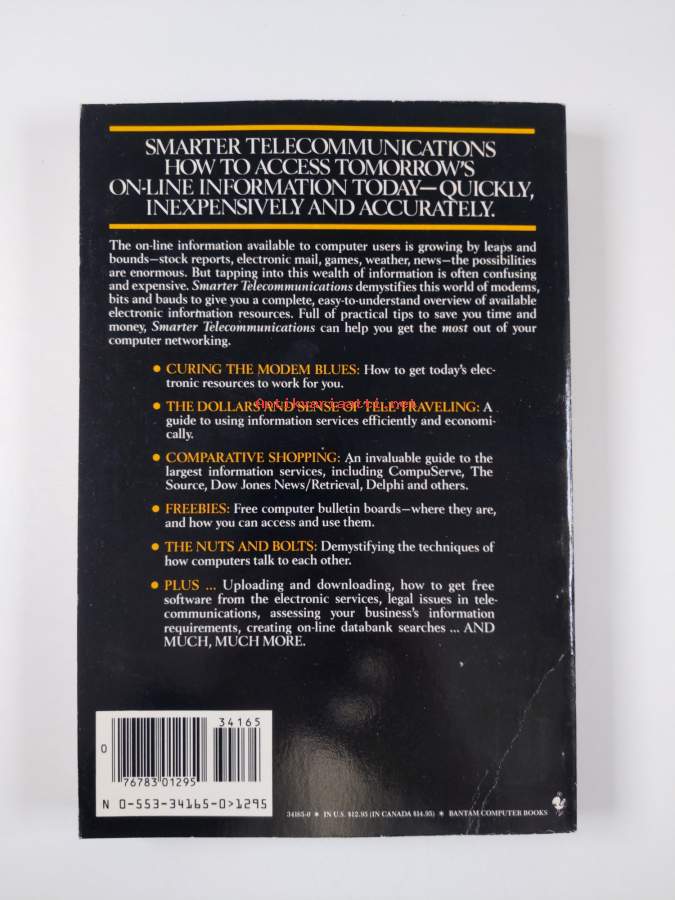 SMARTER TELECOMMUNICATIONS
HOW TO ACCESS TOMORROW'S
ON-LINE INFORMATION TODAY—QUICKLY,
INEXPENSIVELY AND ACCURATELY.
The on-line information available to computer users is growing by leaps and
bounds—stock reports, electronic mail, games, weather, news—the possibilities
are enormous. But tapping into this wealth of information is often confusing
and expensive. Smarter Telecommunications demystifies this world of modems,
bits and bauds to give you a complete, easy-to-understand overview of available
electronic information resources. Full of practical tips to save you time and
money, Smarter Telecommunications can help you get the most out of your
computer networking.
• CURING THE MODEM BLUES: How to get today's elec-
tronic resources to work for you.
• THE DOLLARS AND SENSE OF TELE-TRAVELING: A
guide to using information services efficiently and economi-
cally.
• COMPARATIVE SHOPPING: An invaluable guide to the
largest information services, including CompuServe, The
Source, Dow Jones News/Retrieval, Delphi and others.
• FREEBIES: Free computer bulletin boards—where they are,
and how you can access and use them.
• THE NUTS AND BOLTS: Demystifying the techniques of
how computers talk to each other.
• PLUS ... Uploading and downloading, how to get free
software from the electronic services, legal issues in tele-
communications, assessing your business's information
requirements, creating on-line databank searches ... AND
MUCH, MUCH MORE.
34165
0
76783 01295
N 0-553-34165-0>1295
34165-0 * IN U.S. $12.95 (IN CANADA $14.95) * BANTAM COMPUTER BOOKS